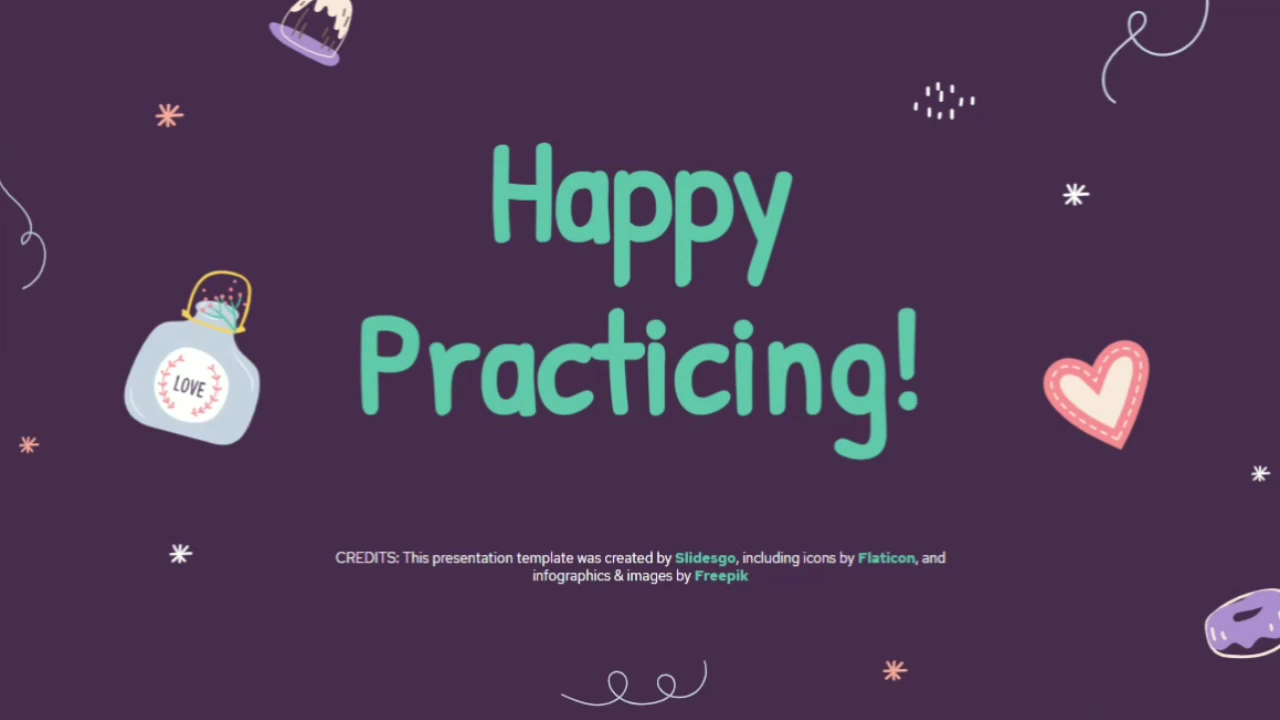 Happy
Practicing!
LOVE
CREDITS: This presentation template was created by Slidesgo, including icons by Flaticon, and
infographics & images by Freepik